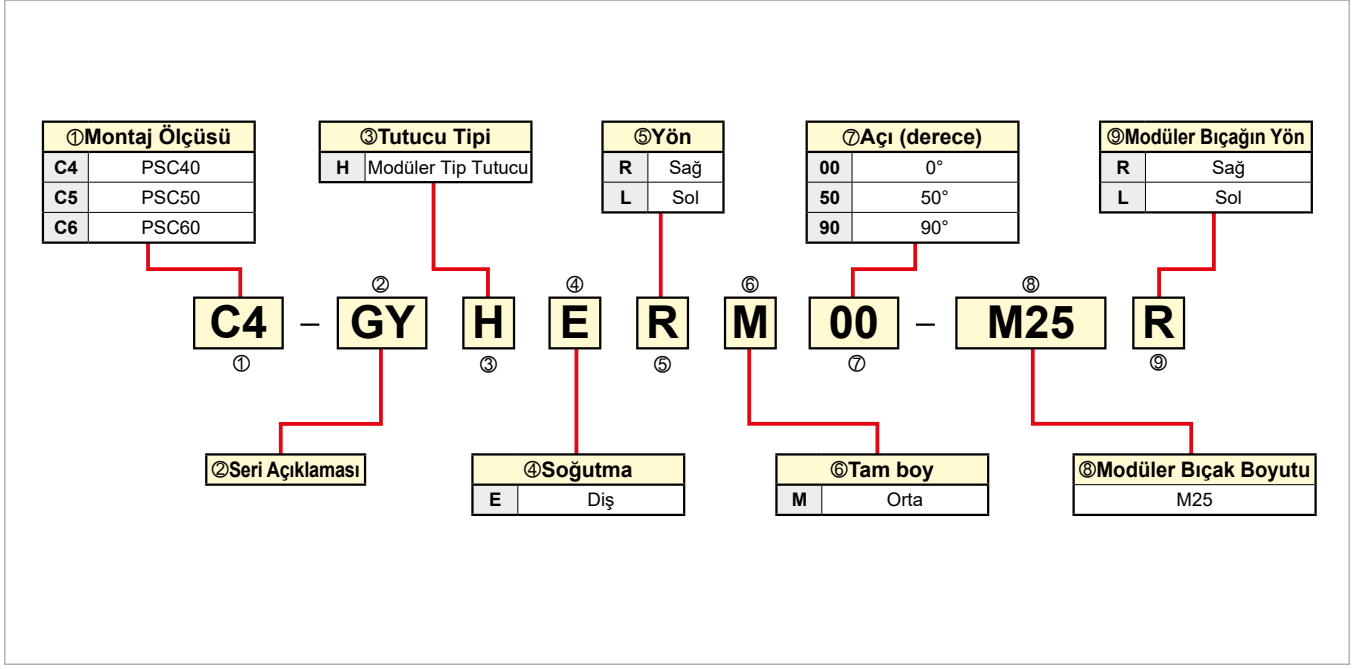 ①Montaj Ölçüsü
C4 PSC40
C5 PSC50
C6 PSC60
③Tutucu Tipi
H Modüler Tip Tutucu
⑤Yön
R Sağ
L Sol
⑦Açı (derece)
00 0°
50 50°
90 90°
⑨Modüler Bıçağın Yön
R Sağ
L Sol
② ④ ⑥ ⑧
C4 – GY H E R M 00 – M25 R
① ③ ⑤ ⑦ ⑨
②Seri Açıklaması
④Soğutma
E Diş
⑥Tam boy
M Orta
⑧Modüler Bıçak Boyutu
M25